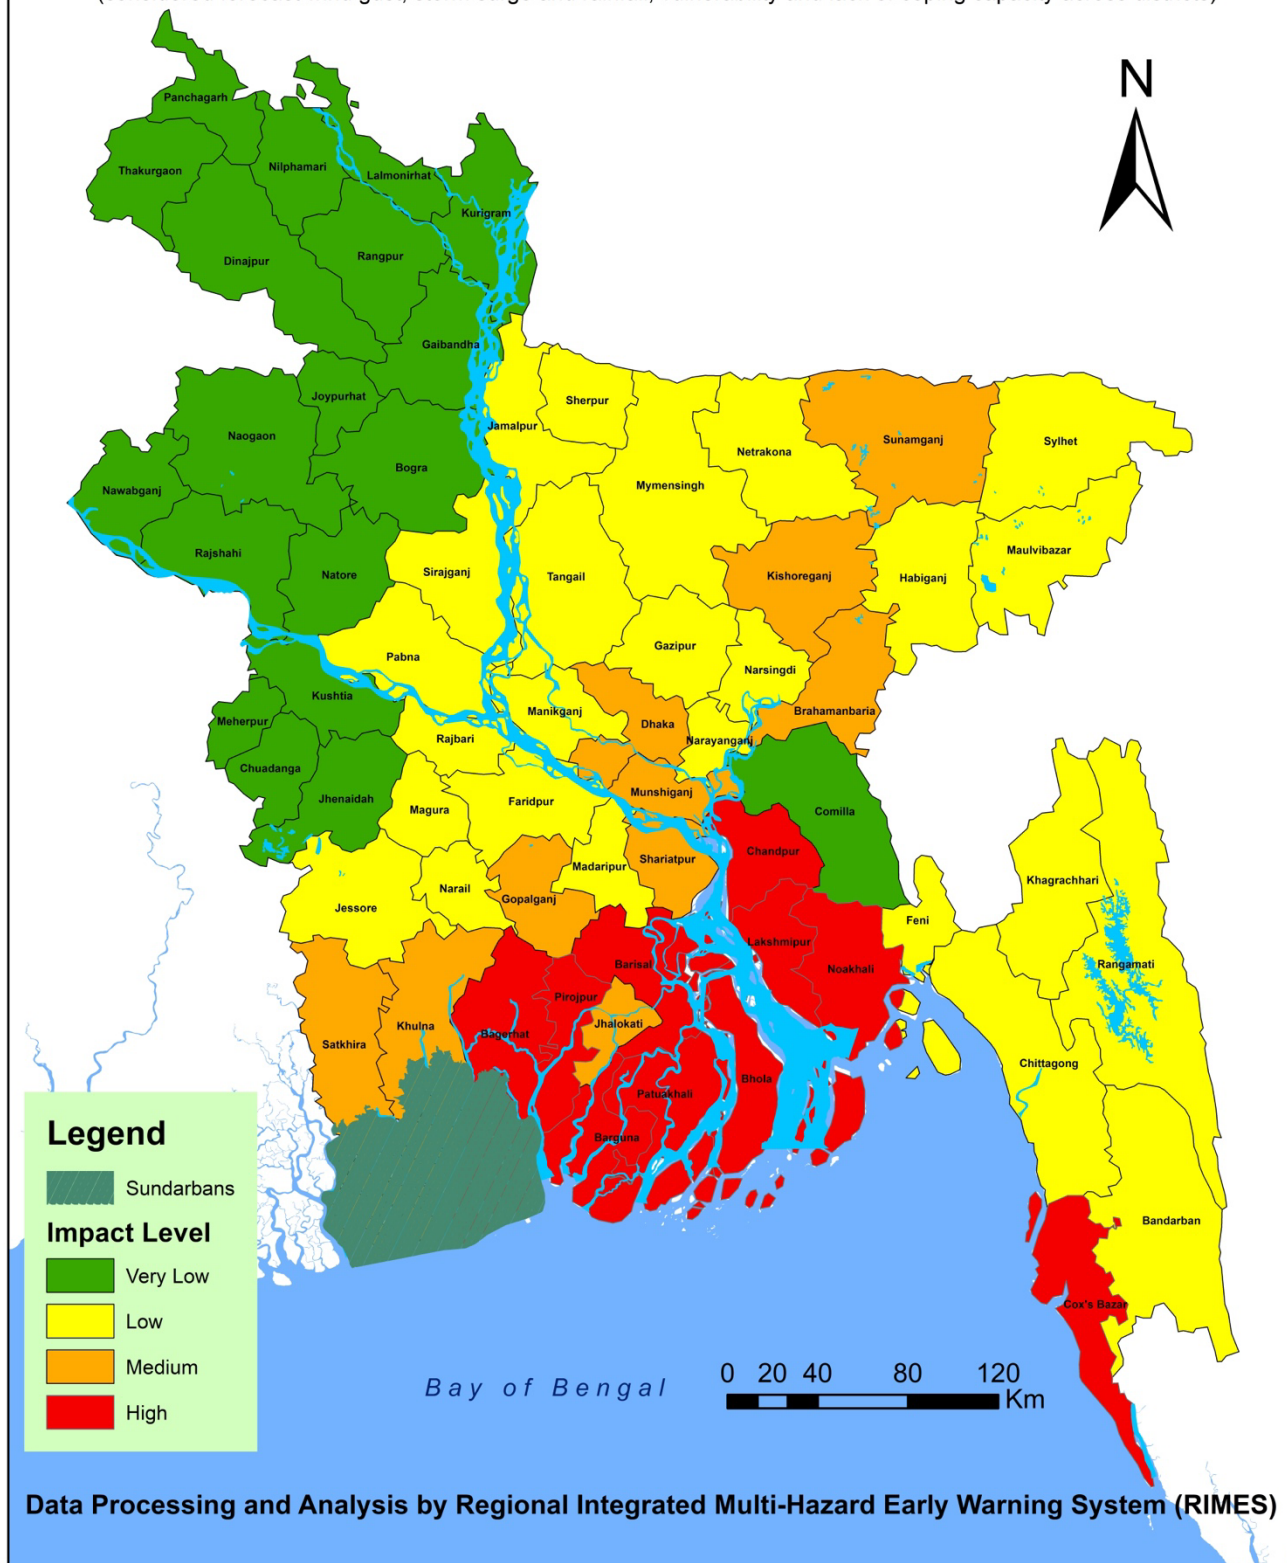 Panchagarh
Thakurgaon
Nilphamari
Lalmonirhat
Kurigram
Dinajpur
Rangpur
Gaibandha
Joypurhat
Naogaon
Bogra
Nawabganj
Rajshahi
Natore
Jamalpur
Sherpur
Mymensingh
Netrakona
Sunamganj
Sylhet
Sirajganj
Tangail
Kishoreganj
Habiganj
Maulvibazar
Pabna
Gazipur
Narsingdi
Kushtia
Meherpur
Manikganj
Dhaka
Brahamanbaria
Rajbari
Narayanganj
Chuadanga
Jhenaidah
Magura
Faridpur
Munshiganj
Comilla
Chandpur
Shariatpur
Madaripur
Narail
Gopalganj
Jessore
Khagrachhari
Feni
Lakshmipur
Noakhali
Rangamati
Barisal
Pirojpur
Jhalokati
Bagerhat
Khulna
Satkhira
Chittagong
Bhola
Patuakhali
Barguna
Bandarban
Cox's Bazar
N
Legend
Sundarbans
Impact Level
Very Low
Low
Medium
High
Bay of Bengal
0 20 40 80 120
Km
Data Processing and Analysis by Regional Integrated Multi-Hazard Early Warning System (RIMES)